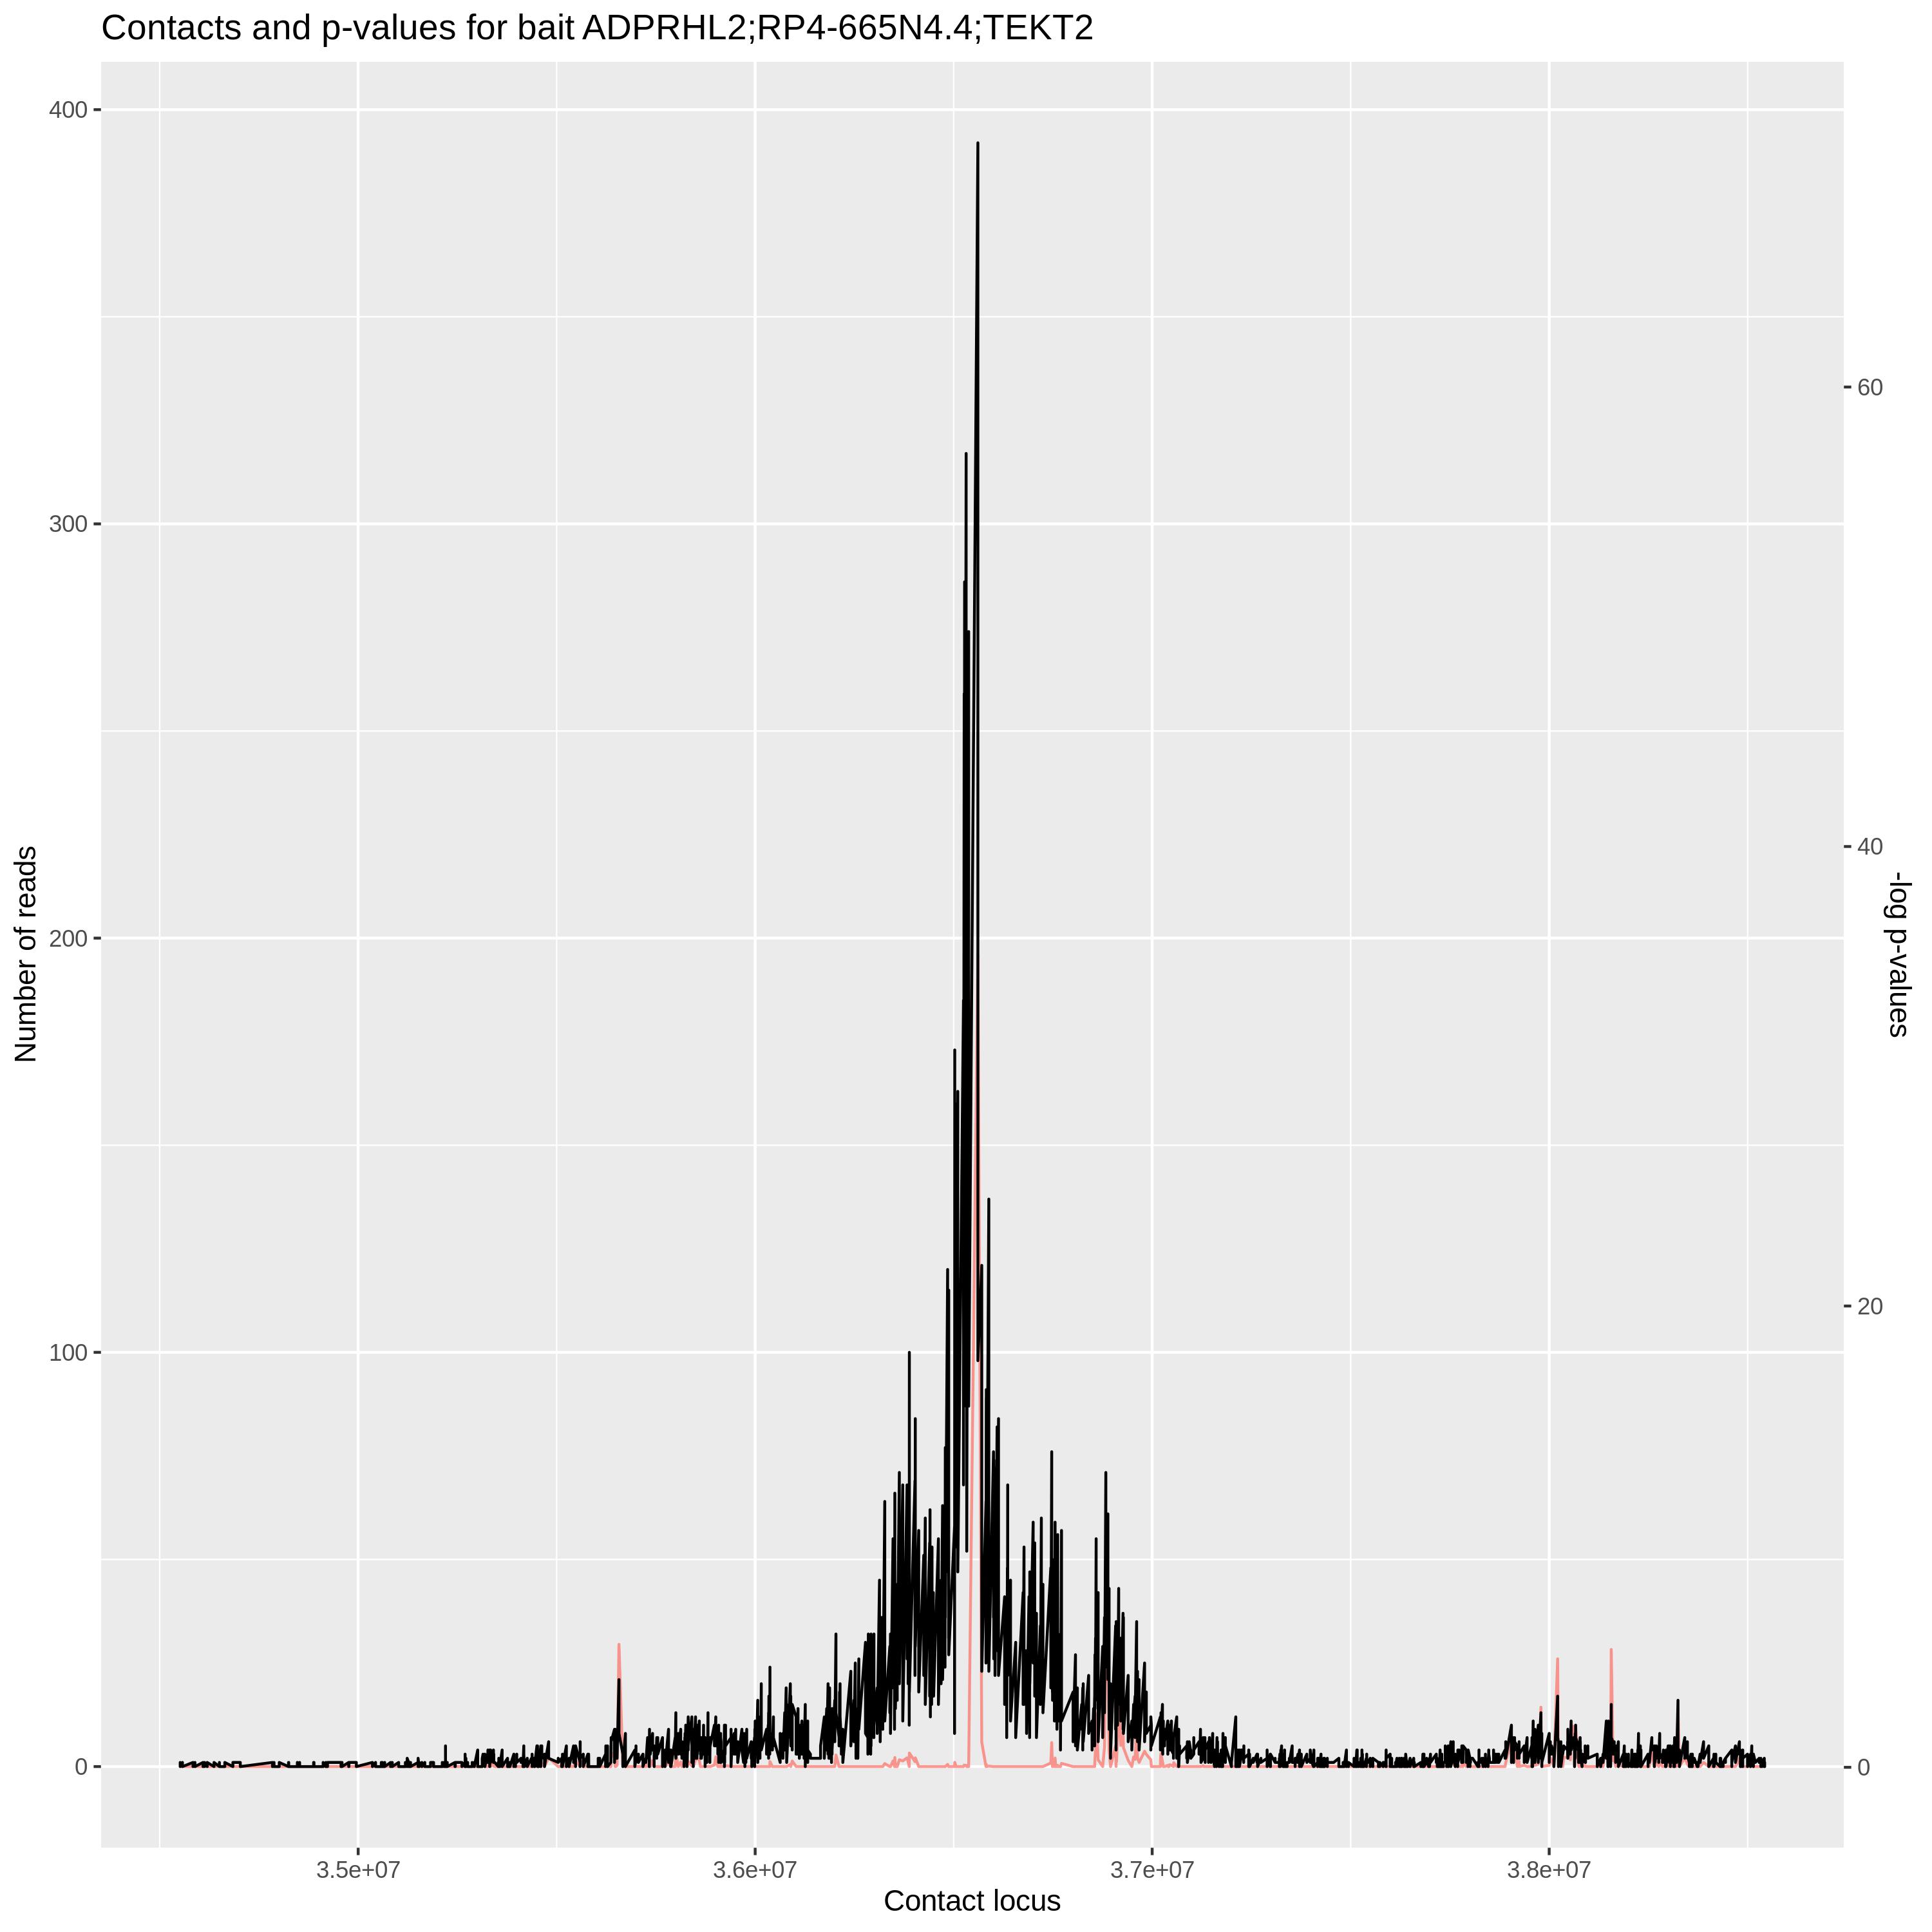 Contacts and p-values for bait ADPRHL2;RP4-665N4.4;TEKT2
400
300
200
100
0
Number of reads
60
40
20
0
-log p-values
3.5e+07 3.6e+07 3.7e+07 3.8e+07
Contact locus